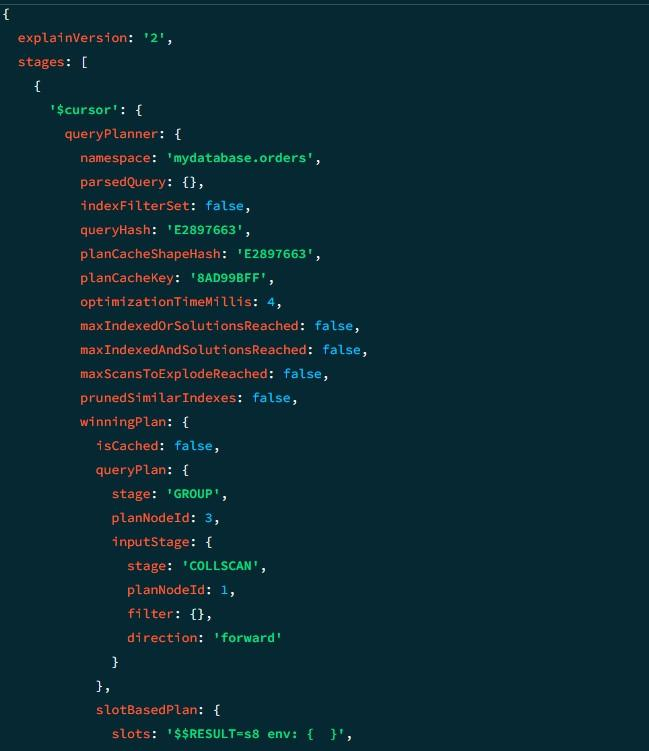 {
explainVersion: '2',
stages: [
{
'$cursor': {
queryPlanner: {
namespace: 'mydatabase.orders',
parsedQuery: {},
indexFilterSet: false,
queryHash: 'E2897663',
planCacheShapeHash: 'E2897663',
planCacheKey: '8AD99BFF',
optimizationTimeMillis: 4,
maxIndexedOrSolutionsReached: false,
maxIndexedAndSolutionsReached: false,
maxScansToExplodeReached: false,
prunedSimilarIndexes: false,
winningPlan: {
isCached: false,
queryPlan: {
stage: 'GROUP',
planNodeId: 3,
inputStage: {
stage: 'COLLSCAN',
planNodeId: 1,
filter: {},
direction: 'forward'
}
},
slotBasedPlan: {
slots: '$$RESULT=s8 env: {  }',